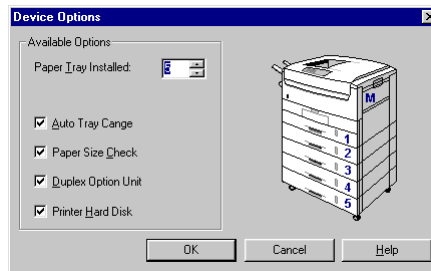 Device Options
Available Options
Paper Tray Installed: 5
M
Auto Tray Cange
1
2
Paper Size Check
3
Duplex Option Unit
4
5
Printer Hard Disk
OK Cancel Help